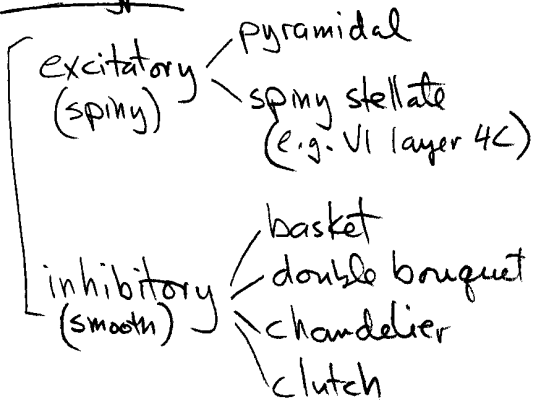 pyramidal
excitatory
(spiny)
spiny stellate
(e.g. V1 layer 4C)
basket
double bouquet
inhibitory
(smooth)
chandelier
clutch